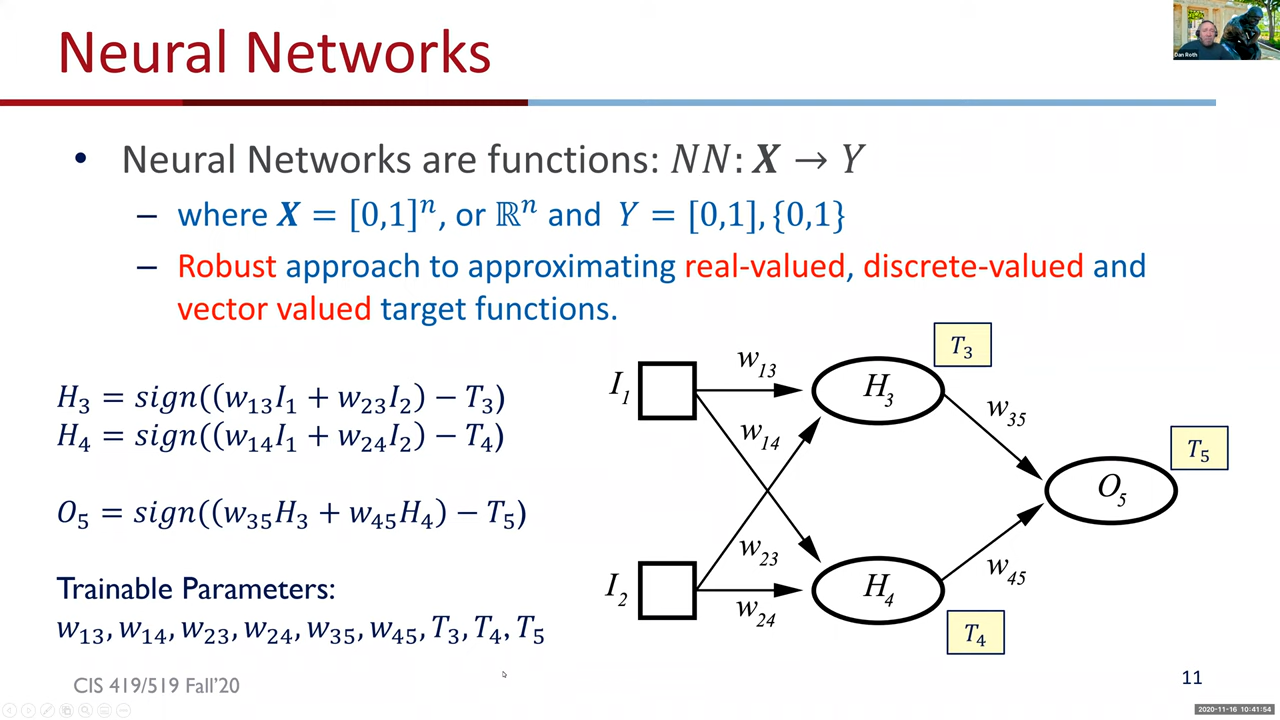 Neural Networks
Dan Roth
• Neural Networks are functions: NN: X → Y
– where X = [0,1]ⁿ, or ℝⁿ and Y = [0,1], {0,1}
– Robust approach to approximating real-valued, discrete-valued and
vector valued target functions.
H₃ = sign((w₁₃I₁ + w₂₃I₂) − T₃)
H₄ = sign((w₁₄I₁ + w₂₄I₂) − T₄)
O₅ = sign((w₃₅H₃ + w₄₅H₄) − T₅)
Trainable Parameters:
w₁₃, w₁₄, w₂₃, w₂₄, w₃₅, w₄₅, T₃, T₄, T₅
I₁
w₁₃
H₃
T₃
w₁₄
w₃₅
T₅
O₅
w₂₃
I₂
w₂₄
H₄
w₄₅
T₄
CIS 419/519 Fall'20
11
2020-11-16 10:41:54